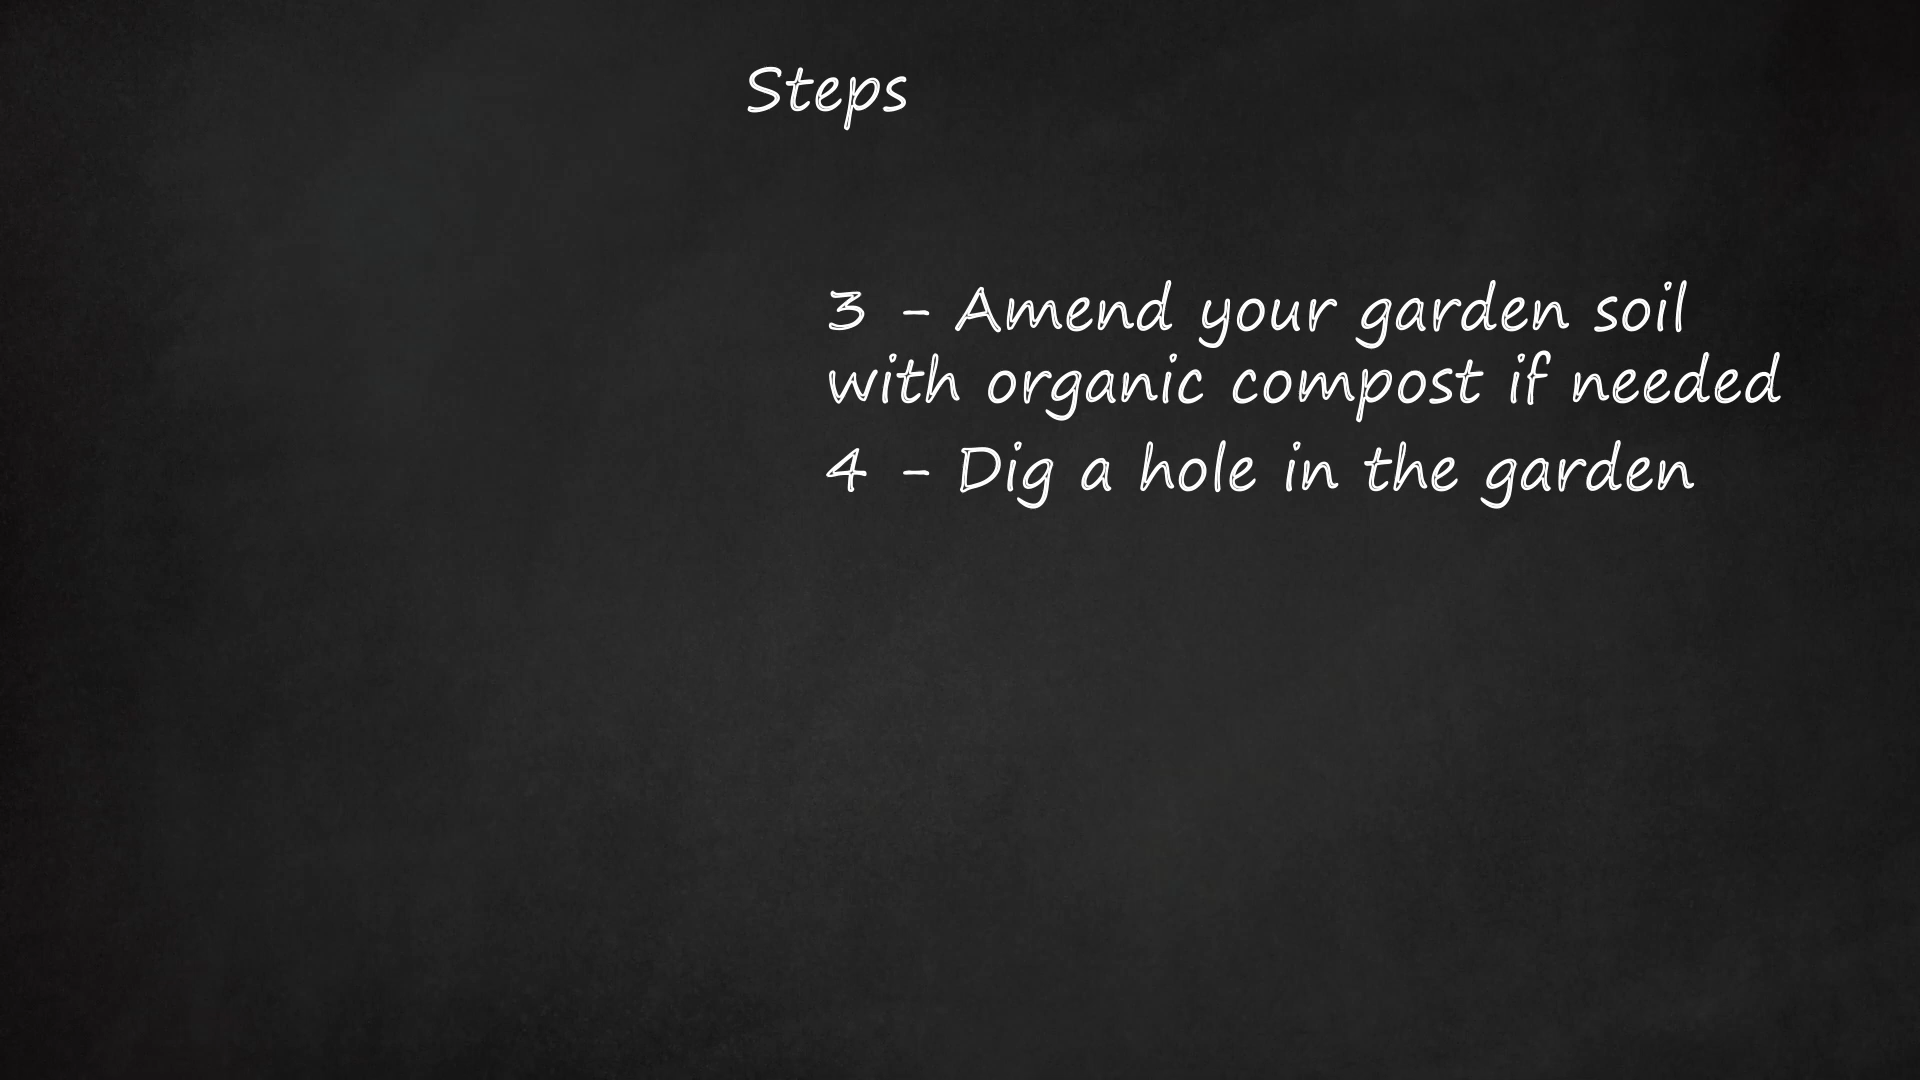 Steps
3 - Amend your garden soil
with organic compost if needed
4 - Dig a hole in the garden